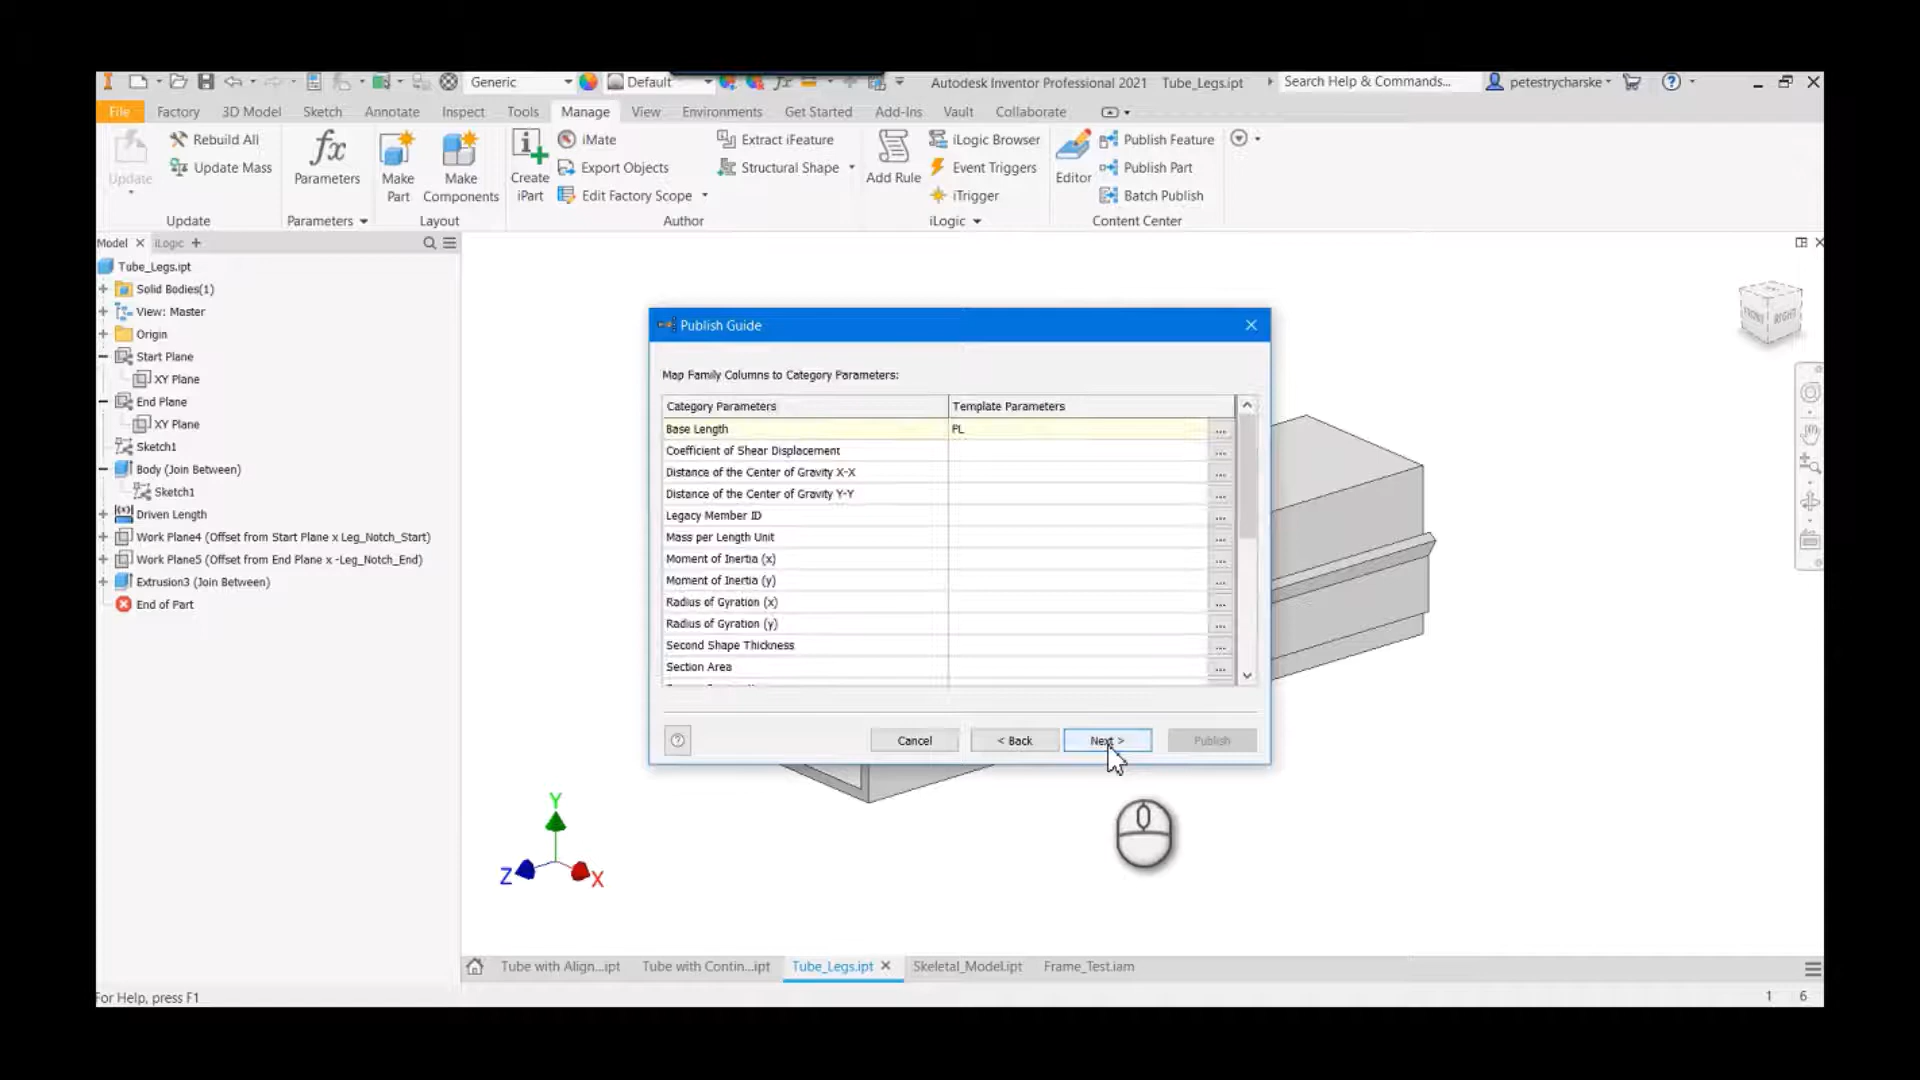 Generic
Default
Autodesk Inventor Professional 2021 Tube_Legs.ipt
Search Help & Commands...
petestrycharske
File Factory 3D Model Sketch Annotate Inspect Tools Manage View Environments Get Started Add-Ins Vault Collaborate
Update
Rebuild All
Update Mass
Update
fx
Parameters
Parameters
Make Part
Make Components
Layout
Create iPart
iMate
Export Objects
Edit Factory Scope
Extract iFeature
Structural Shape
Author
Add Rule
iLogic Browser
Event Triggers
iTrigger
iLogic
Editor
Publish Feature
Publish Part
Batch Publish
Content Center
Model iLogic +
Tube_Legs.ipt
Solid Bodies(1)
View: Master
Origin
Start Plane
XY Plane
End Plane
XY Plane
Sketch1
Body (Join Between)
Sketch1
Driven Length
Work Plane4 (Offset from Start Plane x Leg_Notch_Start)
Work Plane5 (Offset from End Plane x -Leg_Notch_End)
Extrusion3 (Join Between)
End of Part
FRONT RIGHT
Publish Guide
Map Family Columns to Category Parameters:
Category Parameters Template Parameters
Base Length PL ...
Coefficient of Shear Displacement ...
Distance of the Center of Gravity X-X ...
Distance of the Center of Gravity Y-Y ...
Legacy Member ID ...
Mass per Length Unit ...
Moment of Inertia (x) ...
Moment of Inertia (y) ...
Radius of Gyration (x) ...
Radius of Gyration (y) ...
Second Shape Thickness ...
Section Area ...
Cancel < Back Next > Publish
Y
Z
X
Tube with Align...ipt Tube with Contin...ipt Tube_Legs.ipt Skeletal_Model.ipt Frame_Test.iam
For Help, press F1
1 6